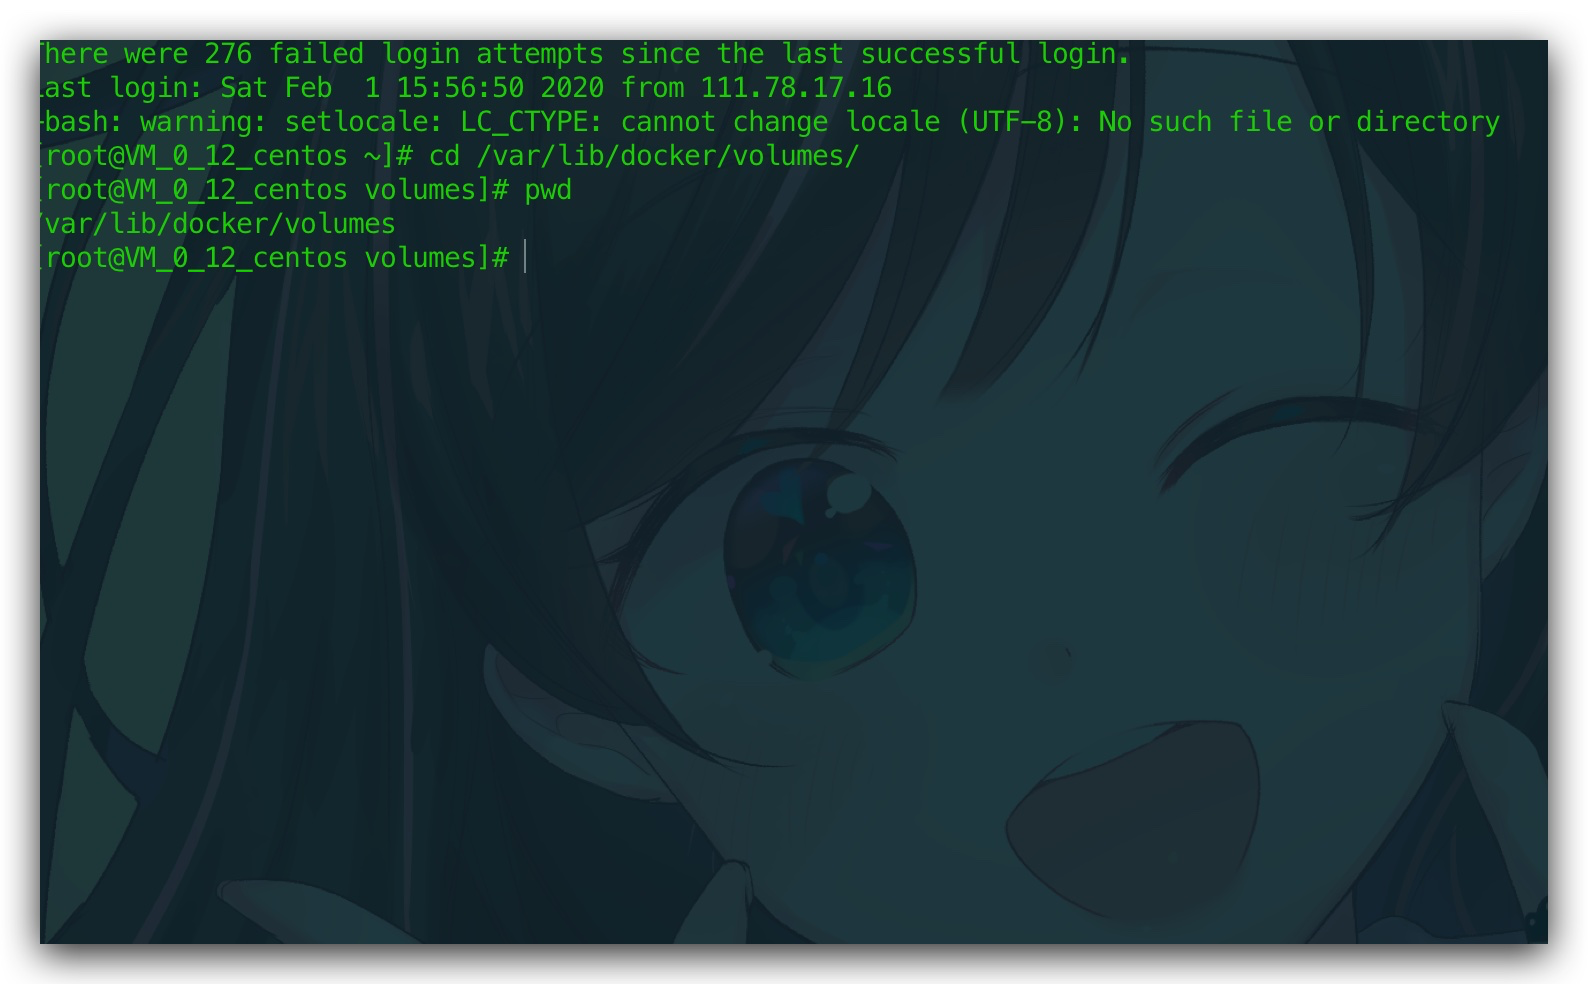 There were 276 failed login attempts since the last successful login.
Last login: Sat Feb  1 15:56:50 2020 from 111.78.17.16
-bash: warning: setlocale: LC_CTYPE: cannot change locale (UTF-8): No such file or directory
[root@VM_0_12_centos ~]# cd /var/lib/docker/volumes/
[root@VM_0_12_centos volumes]# pwd
/var/lib/docker/volumes
[root@VM_0_12_centos volumes]#